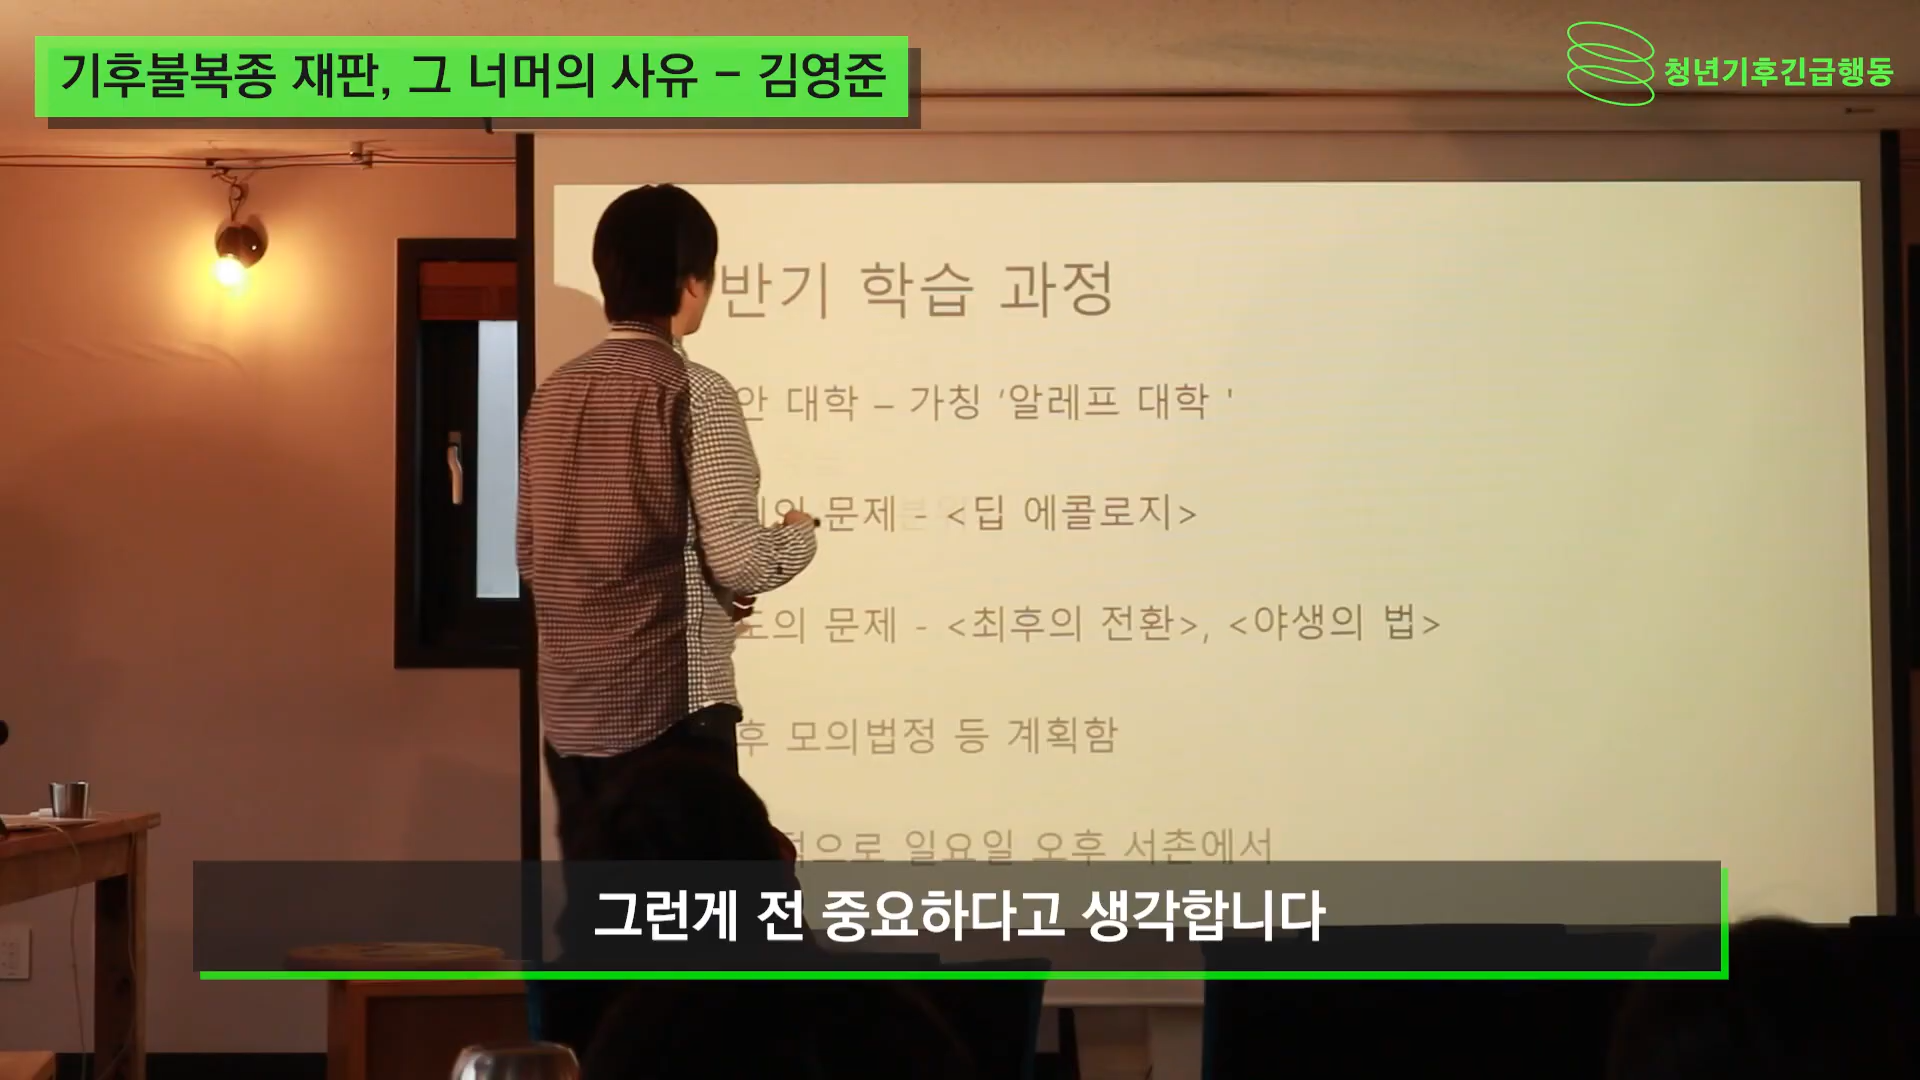 기후불복종 재판, 그 너머의 사유 - 김영준
청년기후긴급행동
반기 학습 과정
안 대학 – 가칭 '알레프 대학 '
문제 - <딥 에콜로지>
문제 - <최후의 전환>, <야생의 법>
모의법정 등 계획함
일요일 오후 서촌에서
그런게 전 중요하다고 생각합니다